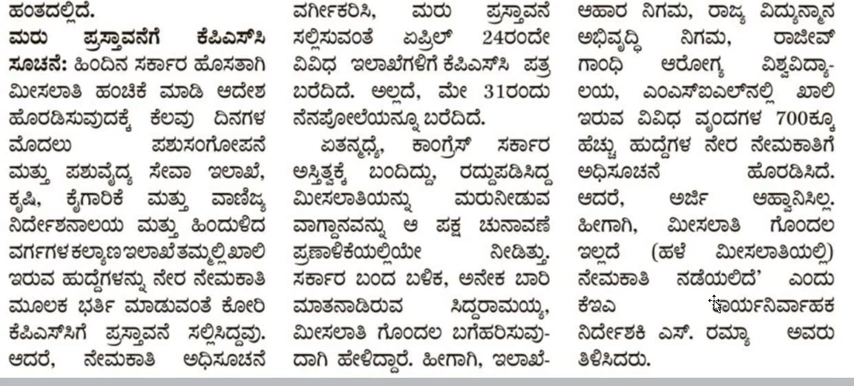 ಹಂತದಲ್ಲಿದೆ.
ಮರು ಪ್ರಸ್ತಾವನೆಗೆ ಕೆಪಿಎಸ್‌ಸಿ
ಸೂಚನೆ: ಹಿಂದಿನ ಸರ್ಕಾರ ಹೊಸತಾಗಿ
ಮೀಸಲಾತಿ ಹಂಚಿಕೆ ಮಾಡಿ ಆದೇಶ
ಹೊರಡಿಸುವುದಕ್ಕೆ ಕೆಲವು ದಿನಗಳ
ಮೊದಲು ಪಶುಸಂಗೋಪನೆ
ಮತ್ತು ಪಶುವೈದ್ಯ ಸೇವಾ ಇಲಾಖೆ,
ಕೃಷಿ, ಕೈಗಾರಿಕೆ ಮತ್ತು ವಾಣಿಜ್ಯ
ನಿರ್ದೇಶನಾಲಯ ಮತ್ತು ಹಿಂದುಳಿದ
ವರ್ಗಗಳ ಕಲ್ಯಾಣ ಇಲಾಖೆ ತಮ್ಮಲ್ಲಿ ಖಾಲಿ
ಇರುವ ಹುದ್ದೆಗಳನ್ನು ನೇರ ನೇಮಕಾತಿ
ಮೂಲಕ ಭರ್ತಿ ಮಾಡುವಂತೆ ಕೋರಿ
ಕೆಪಿಎಸ್‌ಸಿಗೆ ಪ್ರಸ್ತಾವನೆ ಸಲ್ಲಿಸಿದ್ದವು.
ಆದರೆ, ನೇಮಕಾತಿ ಅಧಿಸೂಚನೆ
ವರ್ಗೀಕರಿಸಿ, ಮರು ಪ್ರಸ್ತಾವನೆ
ಸಲ್ಲಿಸುವಂತೆ ಏಪ್ರಿಲ್ 24ರಂದೇ
ವಿವಿಧ ಇಲಾಖೆಗಳಿಗೆ ಕೆಪಿಎಸ್‌ಸಿ ಪತ್ರ
ಬರೆದಿದೆ. ಅಲ್ಲದೆ, ಮೇ 31ರಂದು
ನೆನಪೋಲೆಯನ್ನೂ ಬರೆದಿದೆ.
ಏತನ್ಮಧ್ಯೆ, ಕಾಂಗ್ರೆಸ್ ಸರ್ಕಾರ
ಅಸ್ತಿತ್ವಕ್ಕೆ ಬಂದಿದ್ದು, ರದ್ದುಪಡಿಸಿದ್ದ
ಮೀಸಲಾತಿಯನ್ನು ಮರುನೀಡುವ
ವಾಗ್ದಾನವನ್ನು ಆ ಪಕ್ಷ ಚುನಾವಣೆ
ಪ್ರಣಾಳಿಕೆಯಲ್ಲಿಯೇ ನೀಡಿತ್ತು.
ಸರ್ಕಾರ ಬಂದ ಬಳಿಕ, ಅನೇಕ ಬಾರಿ
ಮಾತನಾಡಿರುವ ಸಿದ್ದರಾಮಯ್ಯ,
ಮೀಸಲಾತಿ ಗೊಂದಲ ಬಗೆಹರಿಸುವು-
ದಾಗಿ ಹೇಳಿದ್ದಾರೆ. ಹೀಗಾಗಿ, ಇಲಾಖೆ-
ಆಹಾರ ನಿಗಮ, ರಾಜ್ಯ ವಿದ್ಯುನ್ಮಾನ
ಅಭಿವೃದ್ಧಿ ನಿಗಮ, ರಾಜೀವ್
ಗಾಂಧಿ ಆರೋಗ್ಯ ವಿಶ್ವವಿದ್ಯಾ-
ಲಯ, ಎಂಎಸ್‌ಐಎಲ್‌ನಲ್ಲಿ ಖಾಲಿ
ಇರುವ ವಿವಿಧ ವೃಂದಗಳ 700ಕ್ಕೂ
ಹೆಚ್ಚು ಹುದ್ದೆಗಳ ನೇರ ನೇಮಕಾತಿಗೆ
ಅಧಿಸೂಚನೆ ಹೊರಡಿಸಿದೆ.
ಆದರೆ, ಅರ್ಜಿ ಆಹ್ವಾನಿಸಿಲ್ಲ.
ಹೀಗಾಗಿ, ಮೀಸಲಾತಿ ಗೊಂದಲ
ಇಲ್ಲದೆ (ಹಳೆ ಮೀಸಲಾತಿಯಲ್ಲಿ)
ನೇಮಕಾತಿ ನಡೆಯಲಿದೆ’ ಎಂದು
ಕೆಇಎ ಕಾರ್ಯನಿರ್ವಾಹಕ
ನಿರ್ದೇಶಕಿ ಎಸ್. ರಮ್ಯಾ ಅವರು
ತಿಳಿಸಿದರು.